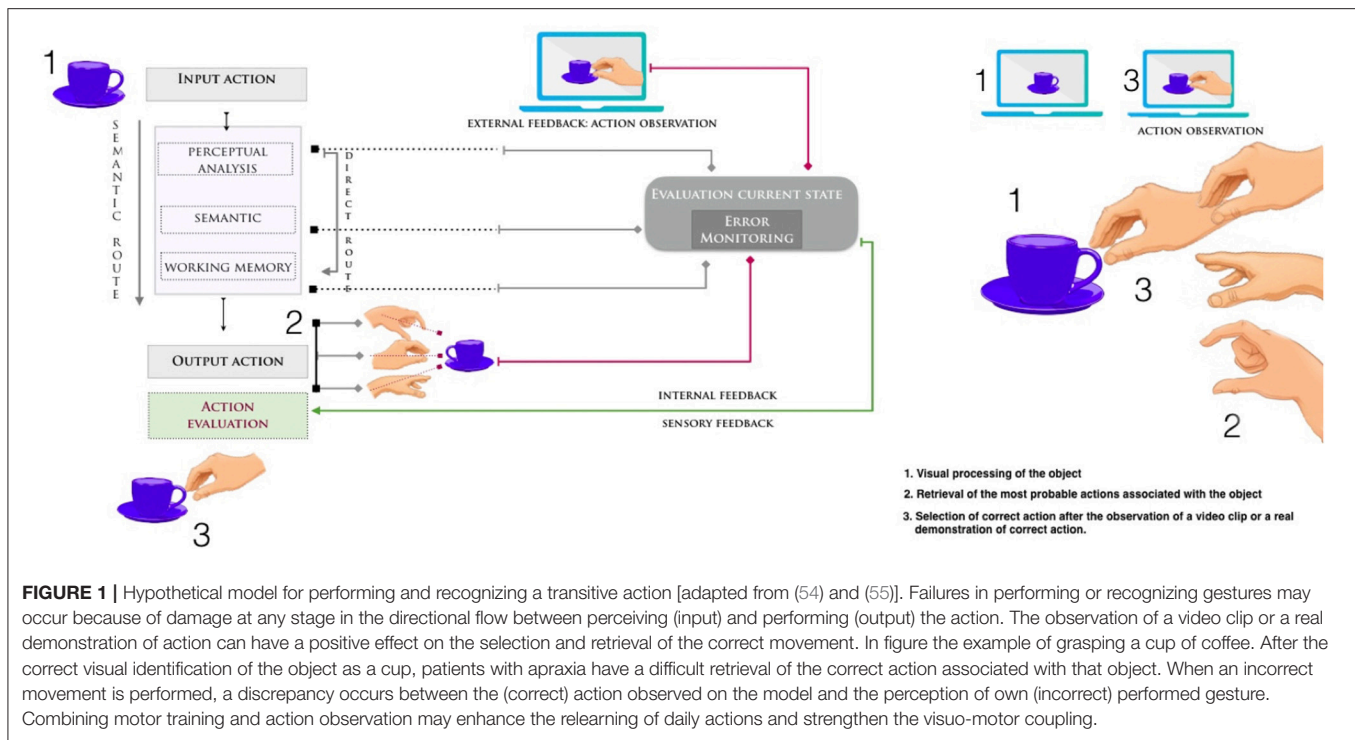 1
INPUT ACTION
SEMANTIC ROUTE
PERCEPTUAL
ANALYSIS
SEMANTIC
WORKING MEMORY
DIRECT ROUTE
EXTERNAL FEEDBACK: ACTION OBSERVATION
EVALUATION CURRENT STATE
ERROR
MONITORING
2
OUTPUT ACTION
ACTION
EVALUATION
INTERNAL FEEDBACK
SENSORY FEEDBACK
3
1
3
ACTION OBSERVATION
1
3
2
1. Visual processing of the object
2. Retrieval of the most probable actions associated with the object
3. Selection of correct action after the observation of a video clip or a real
demonstration of correct action.
FIGURE 1 | Hypothetical model for performing and recognizing a transitive action [adapted from (54) and (55)]. Failures in performing or recognizing gestures may
occur because of damage at any stage in the directional flow between perceiving (input) and performing (output) the action. The observation of a video clip or a real
demonstration of action can have a positive effect on the selection and retrieval of the correct movement. In figure the example of grasping a cup of coffee. After the
correct visual identification of the object as a cup, patients with apraxia have a difficult retrieval of the correct action associated with that object. When an incorrect
movement is performed, a discrepancy occurs between the (correct) action observed on the model and the perception of own (incorrect) performed gesture.
Combining motor training and action observation may enhance the relearning of daily actions and strengthen the visuo-motor coupling.